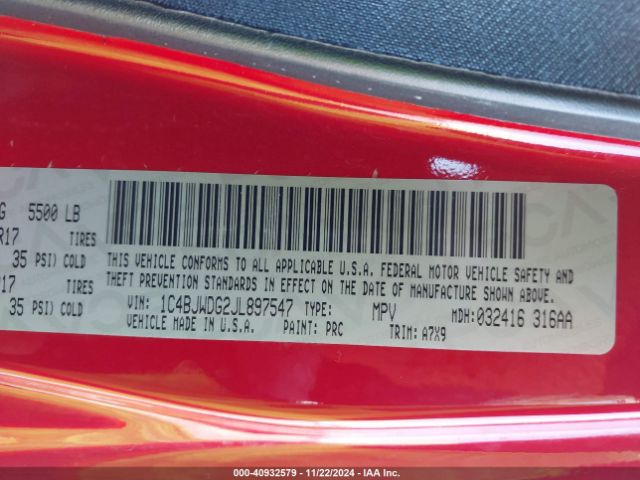 G 5500 LB
R17 TIRES
35 PSI) COLD
R17 TIRES
35 PSI) COLD
THIS VEHICLE CONFORMS TO ALL APPLICABLE U.S.A. FEDERAL MOTOR VEHICLE SAFETY AND
THEFT PREVENTION STANDARDS IN EFFECT ON THE DATE OF MANUFACTURE SHOWN ABOVE.
VIN: 1C4BJWDG2JL897547 TYPE: MPV MDH: 032416 316AA
VEHICLE MADE IN U.S.A. PAINT: PRC TRIM: A7X9
000-40932579 - 11/22/2024 - IAA Inc.